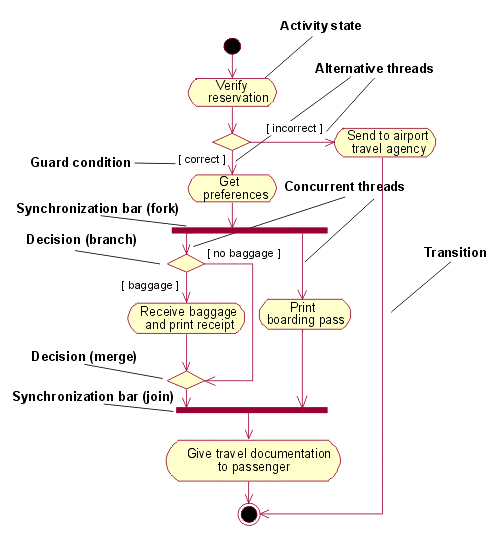 Activity state
Alternative threads
Verify
reservation
[ incorrect ]
Send to airport
travel agency
Guard condition
[ correct ]
Get
preferences
Concurrent threads
Synchronization bar (fork)
Decision (branch)
[ no baggage ]
Transition
[ baggage ]
Receive baggage
and print receipt
Print
boarding pass
Decision (merge)
Synchronization bar (join)
Give travel documentation
to passenger